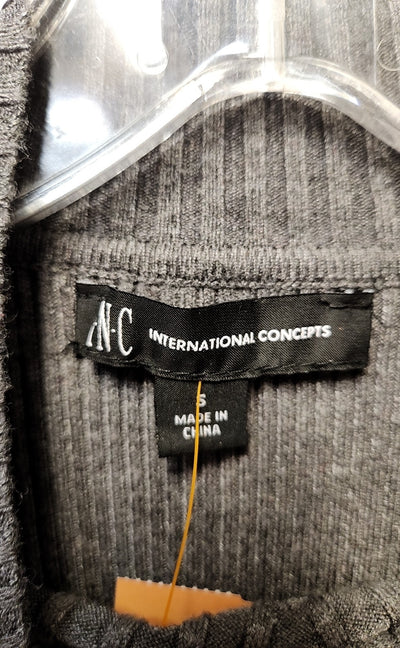 I·N·C INTERNATIONAL CONCEPTS
S
MADE IN
CHINA